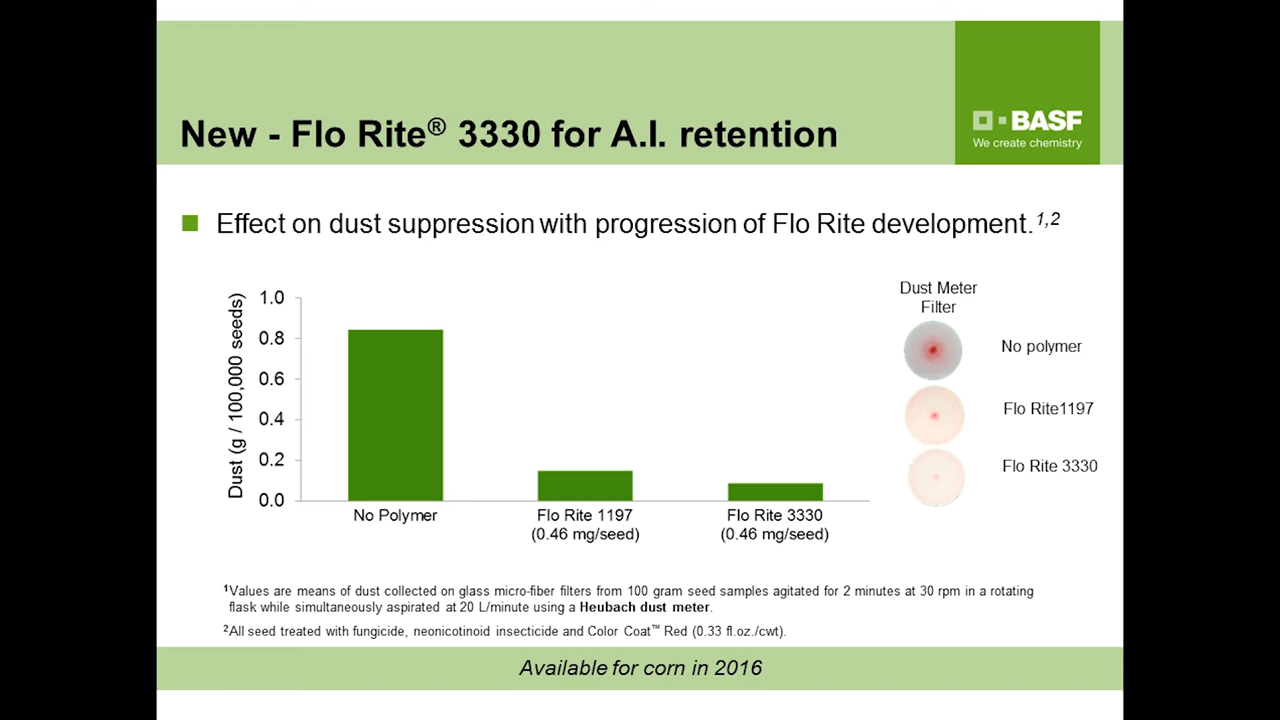 New - Flo Rite® 3330 for A.I. retention
BASF
We create chemistry
Effect on dust suppression with progression of Flo Rite development.1,2
Dust (g / 100,000 seeds)
1.0
0.8
0.6
0.4
0.2
0.0
No Polymer
Flo Rite 1197
(0.46 mg/seed)
Flo Rite 3330
(0.46 mg/seed)
Dust Meter
Filter
No polymer
Flo Rite1197
Flo Rite 3330
1Values are means of dust collected on glass micro-fiber filters from 100 gram seed samples agitated for 2 minutes at 30 rpm in a rotating
flask while simultaneously aspirated at 20 L/minute using a Heubach dust meter.
2All seed treated with fungicide, neonicotinoid insecticide and Color Coat™ Red (0.33 fl.oz./cwt).
Available for corn in 2016